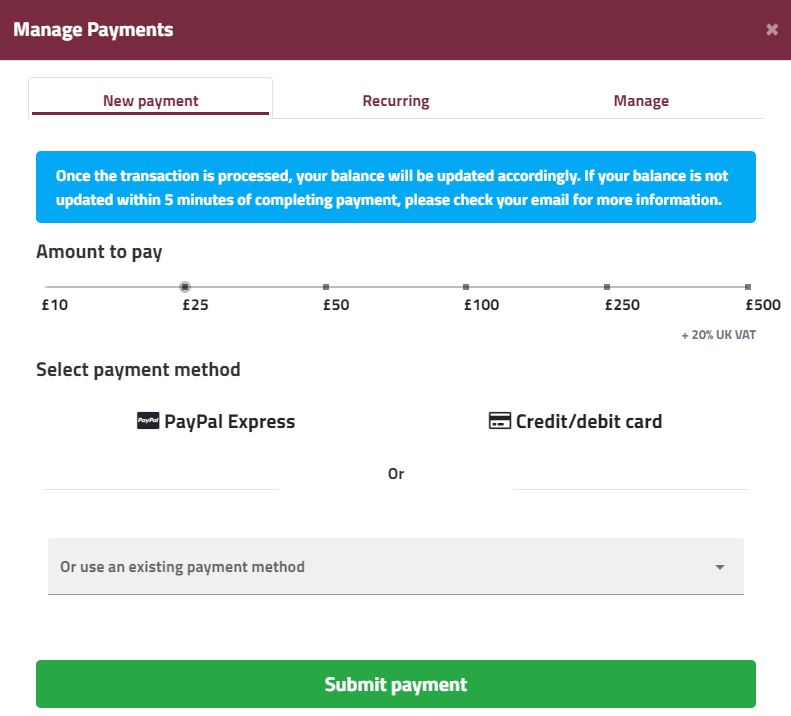 Manage Payments
New payment Recurring Manage
Once the transaction is processed, your balance will be updated accordingly. If your balance is not
updated within 5 minutes of completing payment, please check your email for more information.
Amount to pay
£10 £25 £50 £100 £250 £500
+ 20% UK VAT
Select payment method
PayPal PayPal Express Credit/debit card
Or
Or use an existing payment method
Submit payment